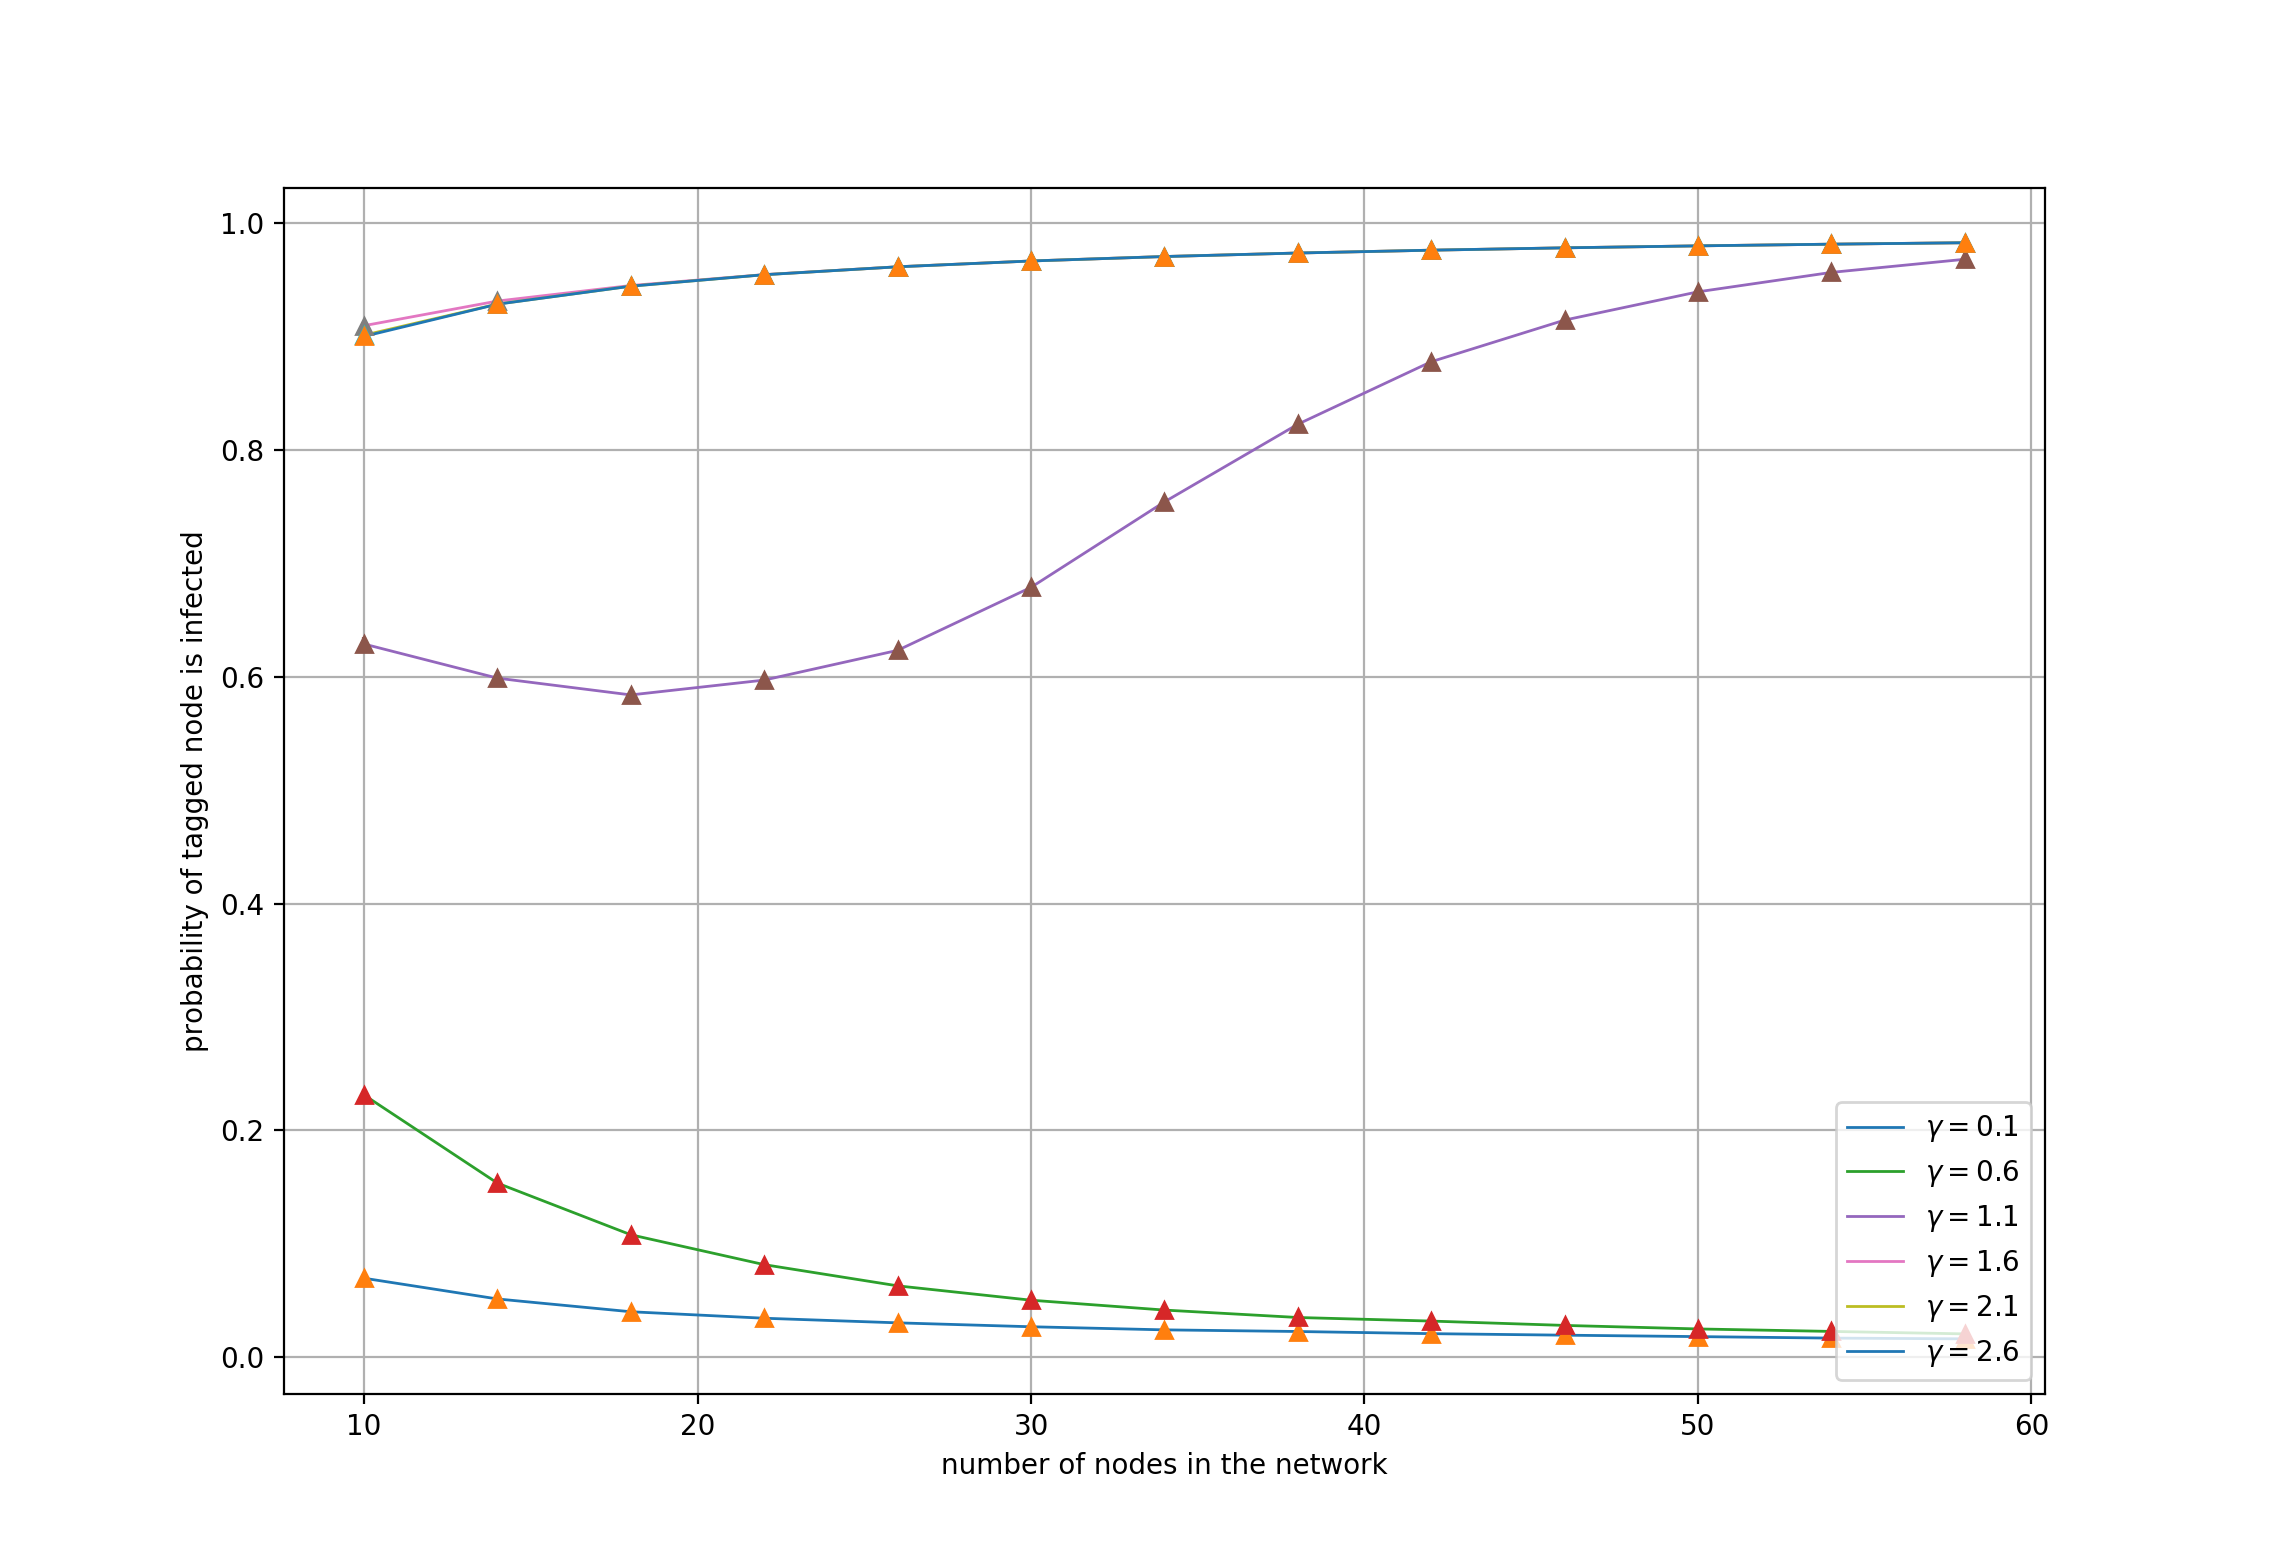 1.0
0.8
0.6
0.4
0.2
0.0
probability of tagged node is infected
10 20 30 40 50 60
number of nodes in the network
γ = 0.1
γ = 0.6
γ = 1.1
γ = 1.6
γ = 2.1
γ = 2.6